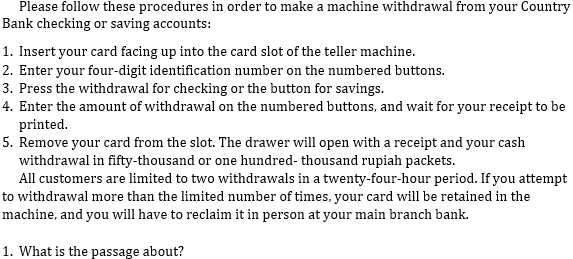 Please follow these procedures in order to make a machine withdrawal from your Country
Bank checking or saving accounts:
1. Insert your card facing up into the card slot of the teller machine.
2. Enter your four-digit identification number on the numbered buttons.
3. Press the withdrawal for checking or the button for savings.
4. Enter the amount of withdrawal on the numbered buttons, and wait for your receipt to be
printed.
5. Remove your card from the slot. The drawer will open with a receipt and your cash
withdrawal in fifty-thousand or one hundred- thousand rupiah packets.
All customers are limited to two withdrawals in a twenty-four-hour period. If you attempt
to withdrawal more than the limited number of times, your card will be retained in the
machine, and you will have to reclaim it in person at your main branch bank.
1. What is the passage about?